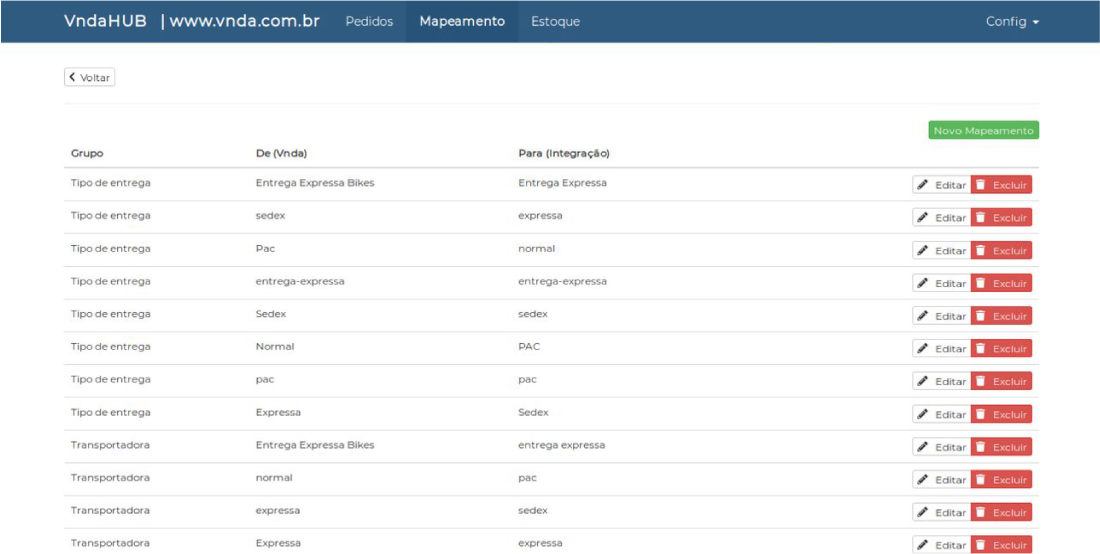 VndaHUB | www.vnda.com.br Pedidos Mapeamento Estoque Config
Voltar
Novo Mapeamento
Grupo De (Vnda) Para (Integração)
Tipo de entrega Entrega Expressa Bikes Entrega Expressa Editar Excluir
Tipo de entrega sedex expressa Editar Excluir
Tipo de entrega Pac normal Editar Excluir
Tipo de entrega entrega-expressa entrega-expressa Editar Excluir
Tipo de entrega Sedex sedex Editar Excluir
Tipo de entrega Normal PAC Editar Excluir
Tipo de entrega pac pac Editar Excluir
Tipo de entrega Expressa Sedex Editar Excluir
Transportadora Entrega Expressa Bikes entrega expressa Editar Excluir
Transportadora normal pac Editar Excluir
Transportadora expressa sedex Editar Excluir
Transportadora Expressa expressa Editar Excluir